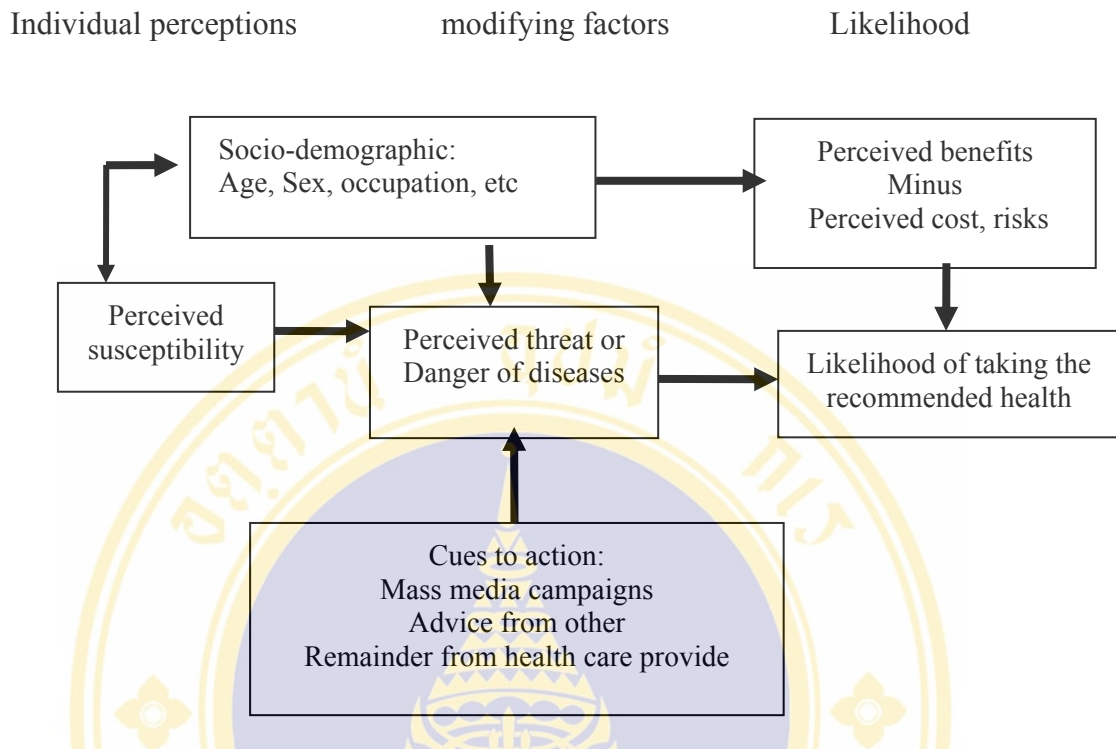 Individual perceptions modifying factors Likelihood
Socio-demographic:
Age, Sex, occupation, etc
Perceived benefits
Minus
Perceived cost, risks
Perceived
susceptibility
Perceived threat or
Danger of diseases
Likelihood of taking the
recommended health
Cues to action:
Mass media campaigns
Advice from other
Remainder from health care provide